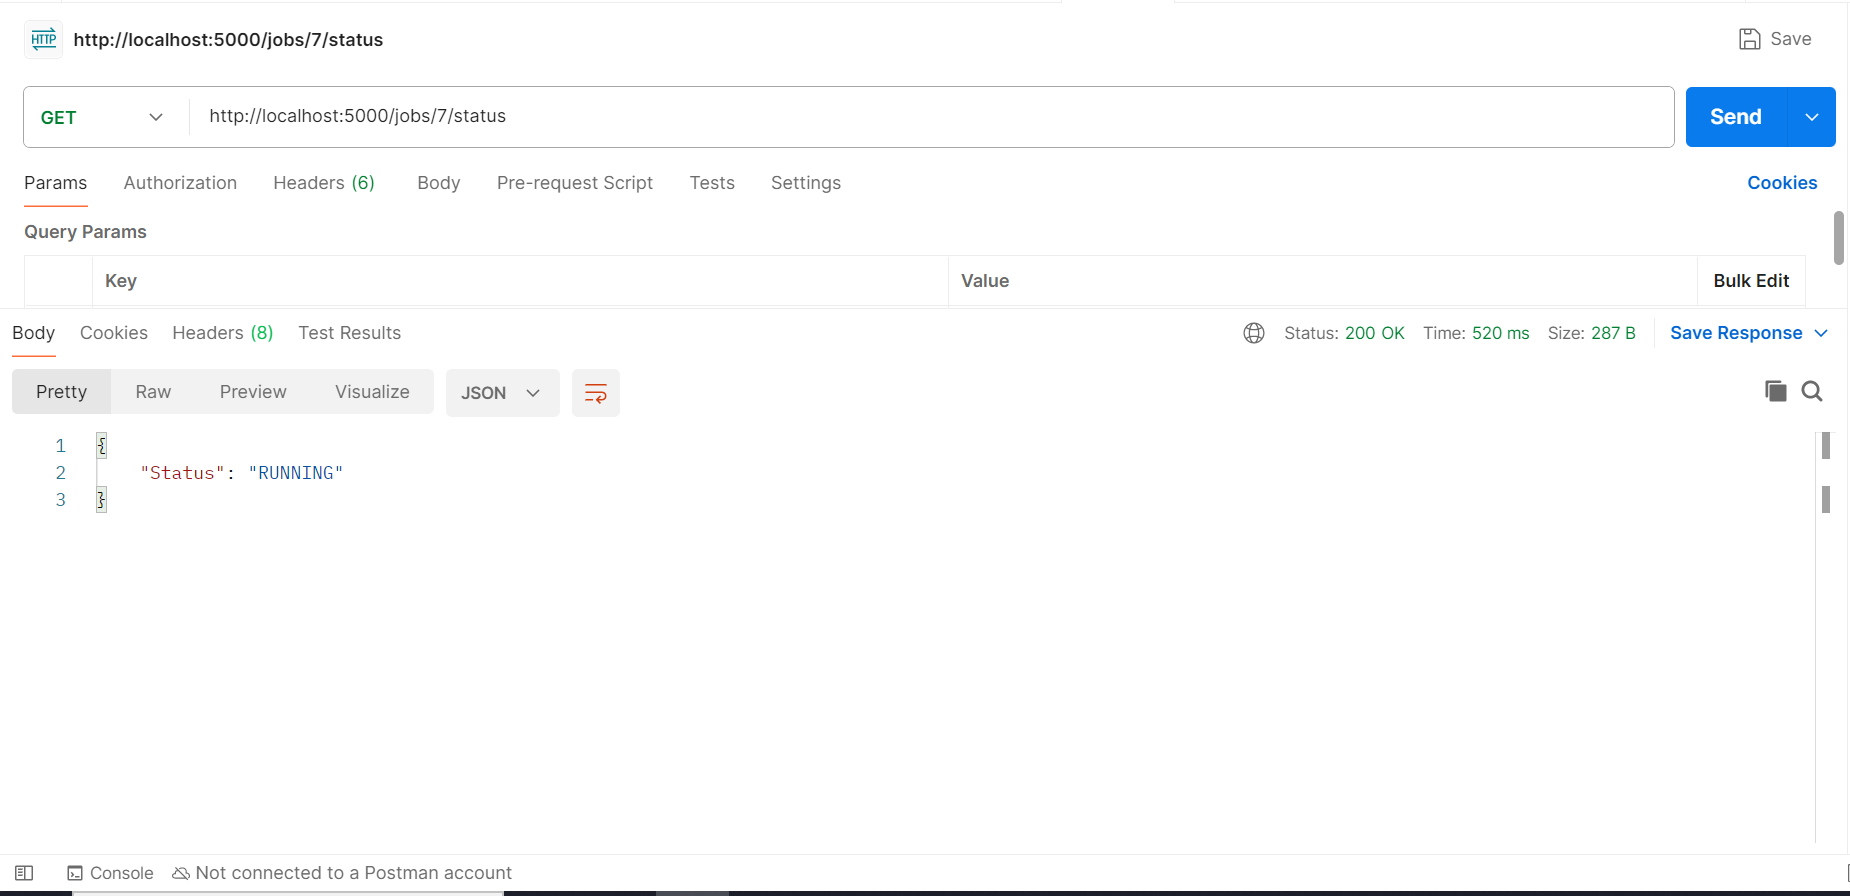 HTTP http://localhost:5000/jobs/7/status Save
GET http://localhost:5000/jobs/7/status Send
Params Authorization Headers (6) Body Pre-request Script Tests Settings Cookies
Query Params
Key Value Bulk Edit
Body Cookies Headers (8) Test Results Status: 200 OK Time: 520 ms Size: 287 B Save Response
Pretty Raw Preview Visualize JSON
1 {
2 "Status": "RUNNING"
3 }
Console Not connected to a Postman account